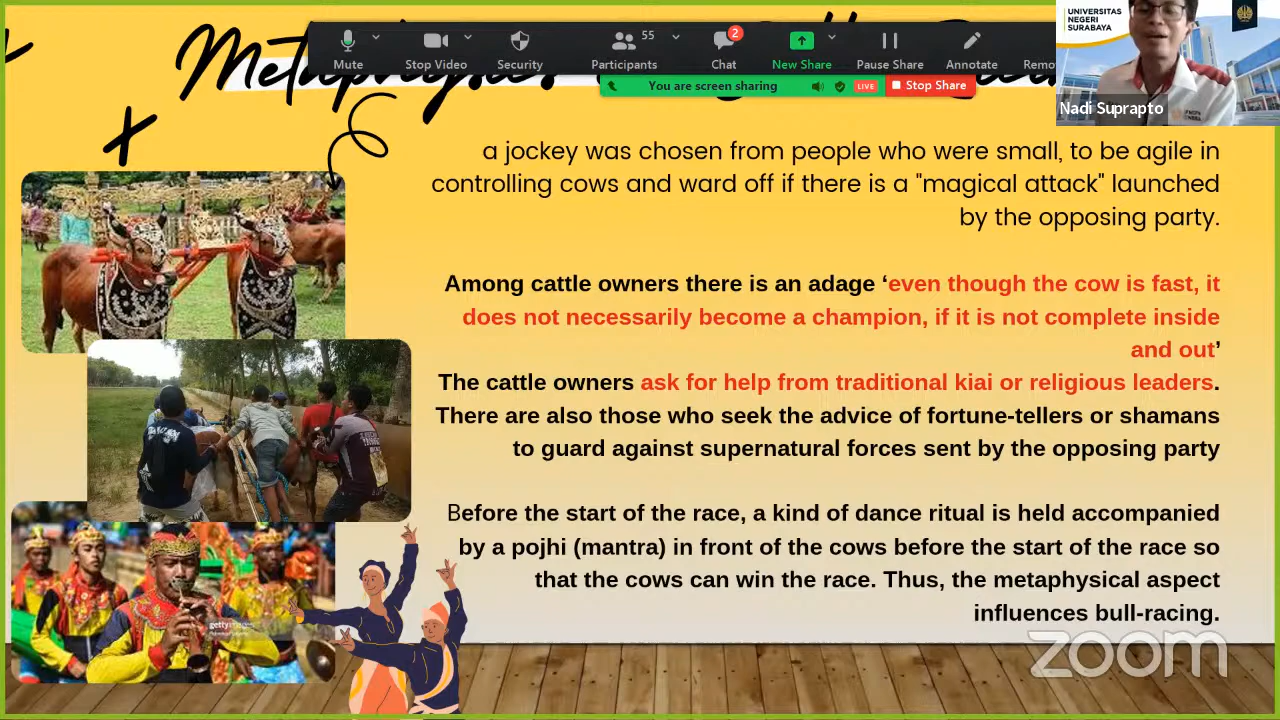 Metaphysic
Mute
Stop Video
Security
55
Participants
2
Chat
New Share
Pause Share
Annotate
You are screen sharing
LIVE
Stop Share
UNIVERSITAS
NEGERI
SURABAYA
Nadi Suprapto
a jockey was chosen from people who were small, to be agile in
controlling cows and ward off if there is a "magical attack" launched
by the opposing party.
Among cattle owners there is an adage ‘even though the cow is fast, it
does not necessarily become a champion, if it is not complete inside
and out’
The cattle owners ask for help from traditional kiai or religious leaders.
There are also those who seek the advice of fortune-tellers or shamans
to guard against supernatural forces sent by the opposing party
Before the start of the race, a kind of dance ritual is held accompanied
by a pojhi (mantra) in front of the cows before the start of the race so
that the cows can win the race. Thus, the metaphysical aspect
influences bull-racing.
gettyimages
zoom